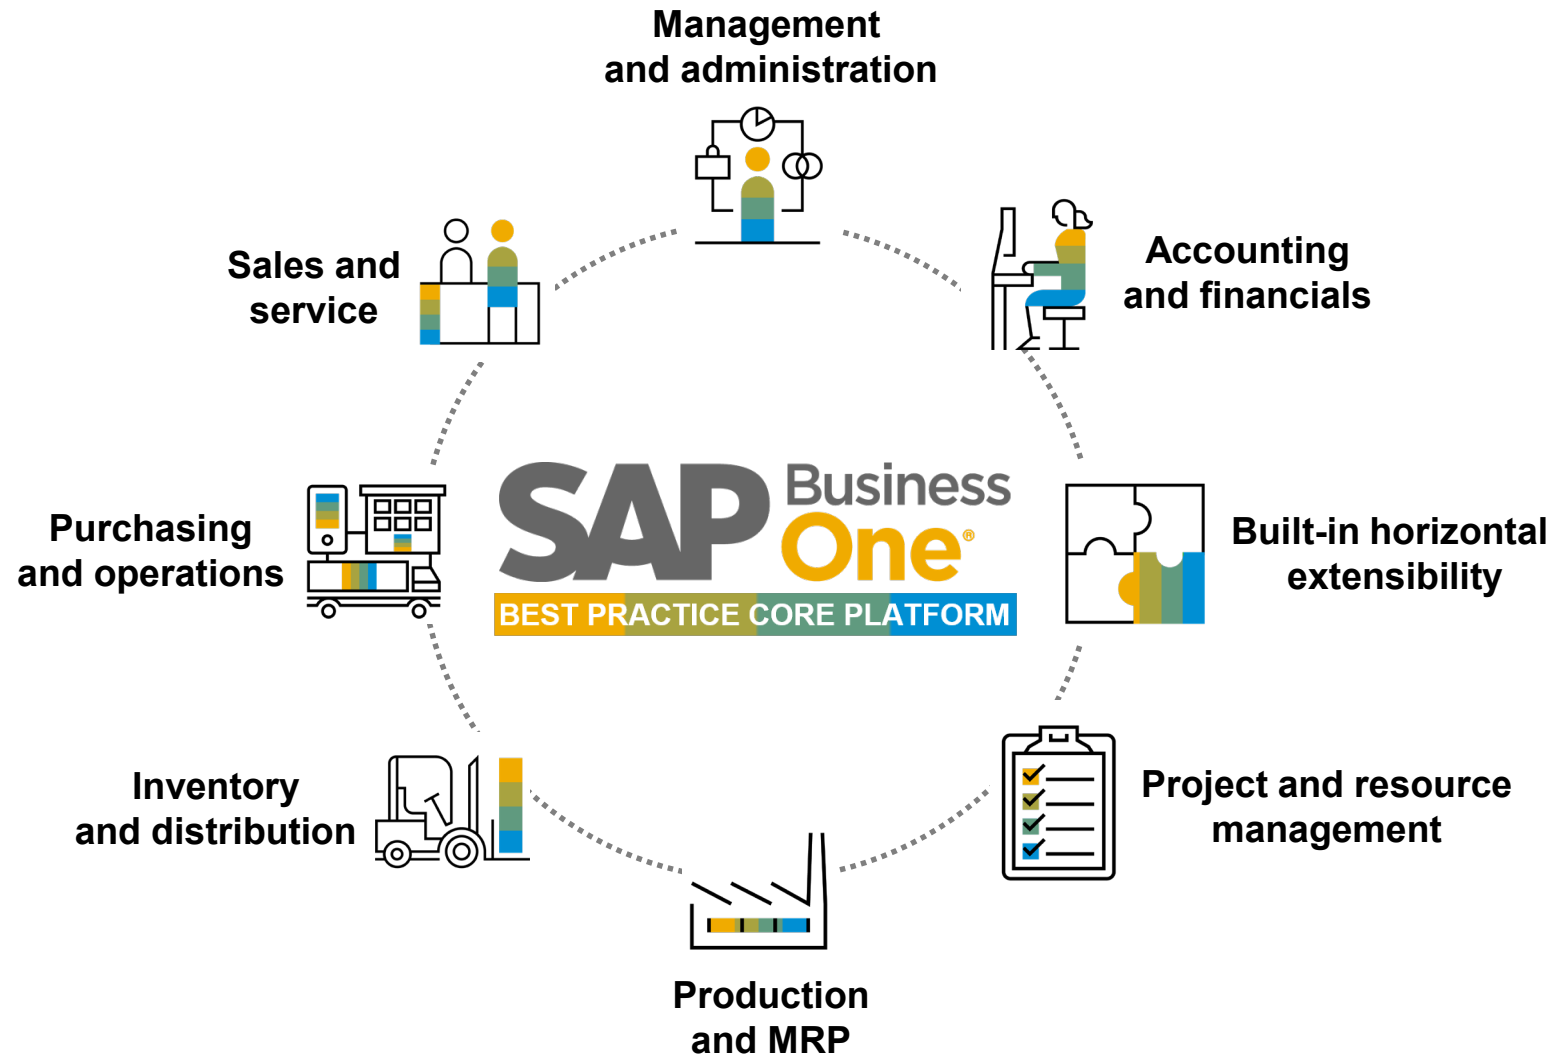 Management
and administration
Sales and
service
Accounting
and financials
SAP Business
One®
BEST PRACTICE CORE PLATFORM
Purchasing
and operations
Built-in horizontal
extensibility
Inventory
and distribution
Project and resource
management
Production
and MRP